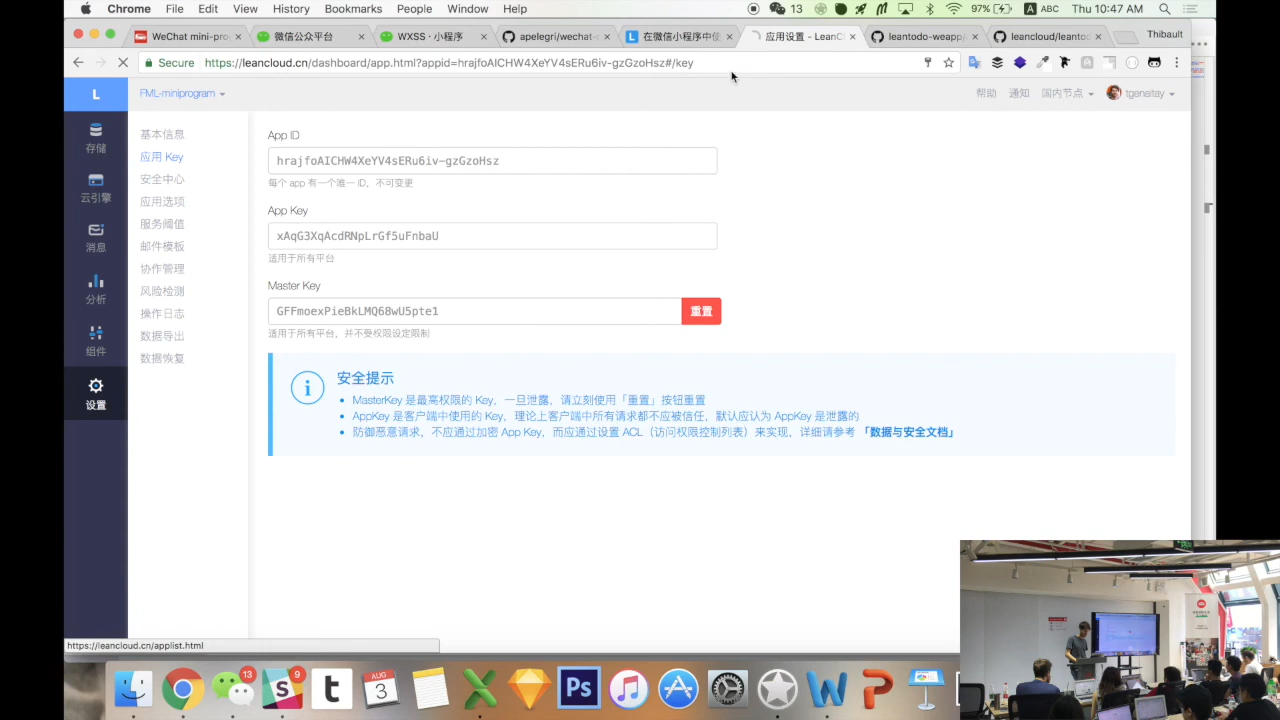 Chrome File Edit View History Bookmarks People Window Help 13 97% ABC Thu 10:47 AM
WeChat mini-pro 微信公众平台 WXSS · 小程序 apelegri/wechat- 在微信小程序中使 应用设置 - LeanCl leantodo-weapp/ leancloud/leanto Thibault
Secure https://leancloud.cn/dashboard/app.html?appid=hrajfoAICHW4XeYV4sERu6iv-gzGzoHsz#/key
L FML-miniprogram 帮助 通知 国内节点 tgenaitay
存储
云引擎
消息
分析
组件
设置
基本信息
应用 Key
安全中心
应用选项
服务阈值
邮件模板
协作管理
风险检测
操作日志
数据导出
数据恢复
App ID
hrajfoAICHW4XeYV4sERu6iv-gzGzoHsz
每个 app 有一个唯一 ID，不可变更
App Key
xAqG3XqAcdRNpLrGf5uFnbaU
适用于所有平台
Master Key
GFFmoexPieBkLMQ68wU5pte1 重置
适用于所有平台，并不受权限设定限制
安全提示
MasterKey 是最高权限的 Key，一旦泄露，请立刻使用「重置」按钮重置
AppKey 是客户端中使用的 Key，理论上客户端中所有请求都不应被信任，默认应认为 AppKey 是泄露的
防御恶意请求，不应通过加密 App Key，而应通过设置 ACL（访问权限控制列表）来实现，详细请参考 「数据与安全文档」
https://leancloud.cn/applist.html
13 9 t AUG 3 Ps